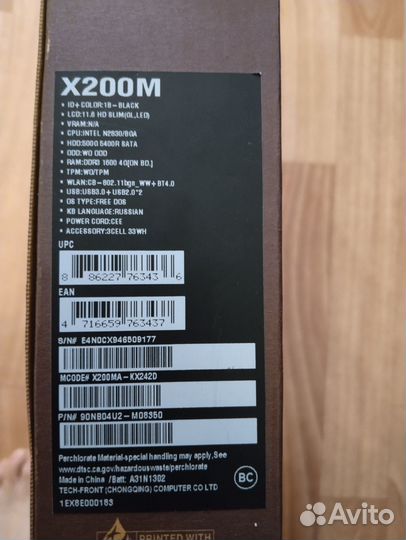 X200M
• ID+COLOR:1B-BLACK
• LCD:11.6 HD SLIM(GL,LED)
• VRAM:N/A
• CPU:INTEL N2830/BGA
• HDD:500G 5400R SATA
• ODD:WO ODD
• RAM:DDR3 1600 4G[ON BD.]
• TPM:WO/TPM
• WLAN:CB-802.11bgn_WW+BT4.0
• USB:USB3.0+USB2.0*2
• OS TYPE:FREE DOS
• KB LANGUAGE:RUSSIAN
• POWER CORD:CEE
• ACCESSORY:3CELL 33WH
UPC
8 86227 76343 6
EAN
4 716659 763437
S/N# E4N0CX946509177
MCODE# X200MA-KX242D
P/N# 90NB04U2-M08350
Perchlorate Material-special handling may apply,See
www.dtsc.ca.gov/hazardouswaste/perchlorate
Made in China /Batt: A31N1302
TECH-FRONT (CHONGQING) COMPUTER CO LTD
BC
1EX8E000183
PRINTED WITH
Avito